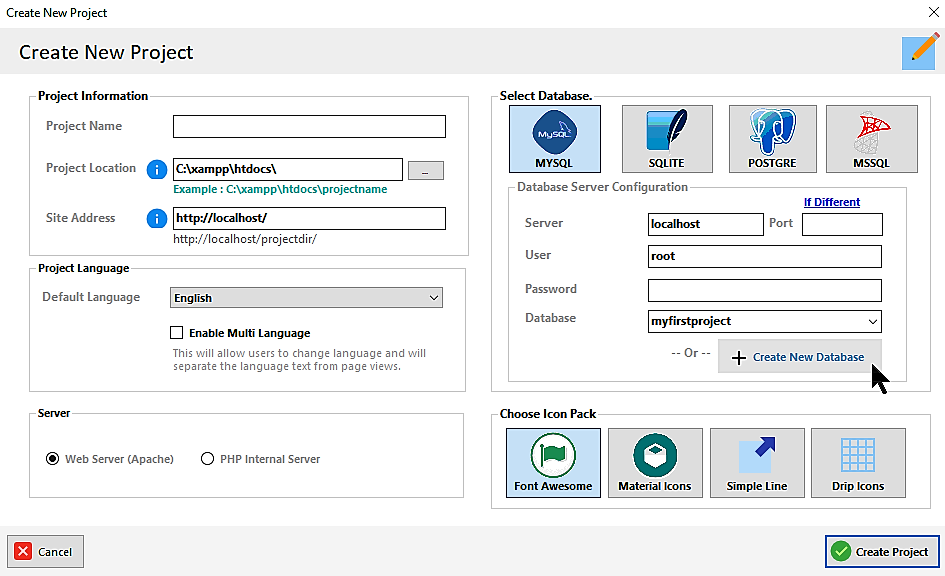 Create New Project
Create New Project
Project Information
Project Name
Project Location
C:\xampp\htdocs\
...
Example : C:\xampp\htdocs\projectname
Site Address
http://localhost/
http://localhost/projectdir/
Project Language
Default Language
English
Enable Multi Language
This will allow users to change language and will
separate the language text from page views.
Server
Web Server (Apache)
PHP Internal Server
Select Database.
MySQL
MYSQL
SQLITE
POSTGRE
MSSQL
Database Server Configuration
If Different
Server
localhost
Port
User
root
Password
Database
myfirstproject
-- Or --
Create New Database
Choose Icon Pack
Font Awesome
Material Icons
Simple Line
Drip Icons
Cancel
Create Project